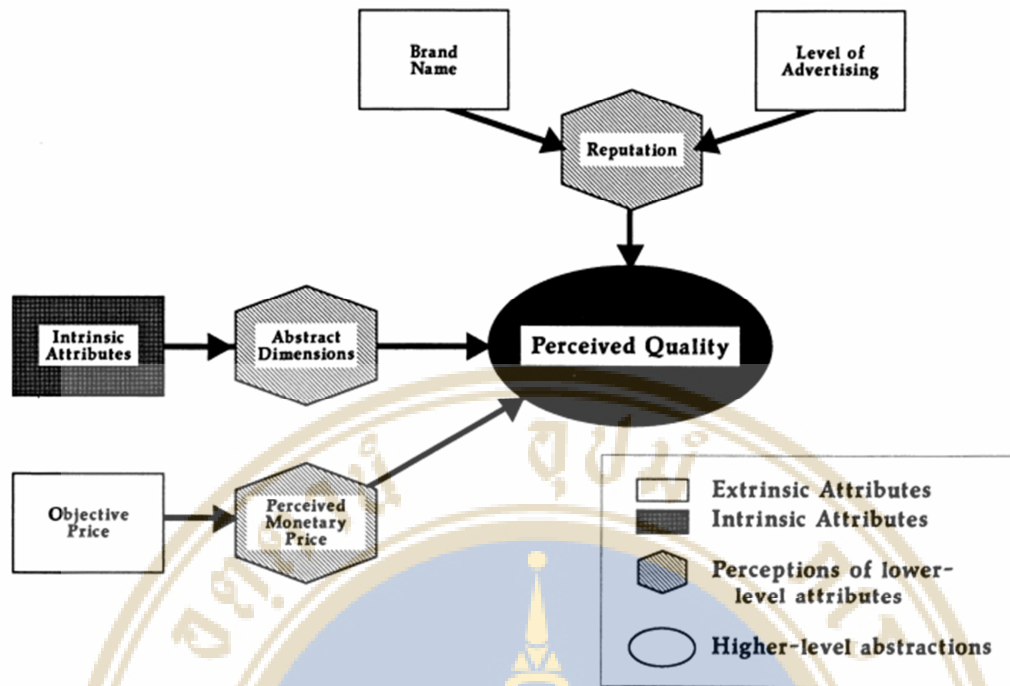 Brand
Name
Level of
Advertising
Reputation
Intrinsic
Attributes
Abstract
Dimensions
Perceived Quality
Objective
Price
Perceived
Monetary
Price
Extrinsic Attributes
Intrinsic Attributes
Perceptions of lower-
level attributes
Higher-level abstractions